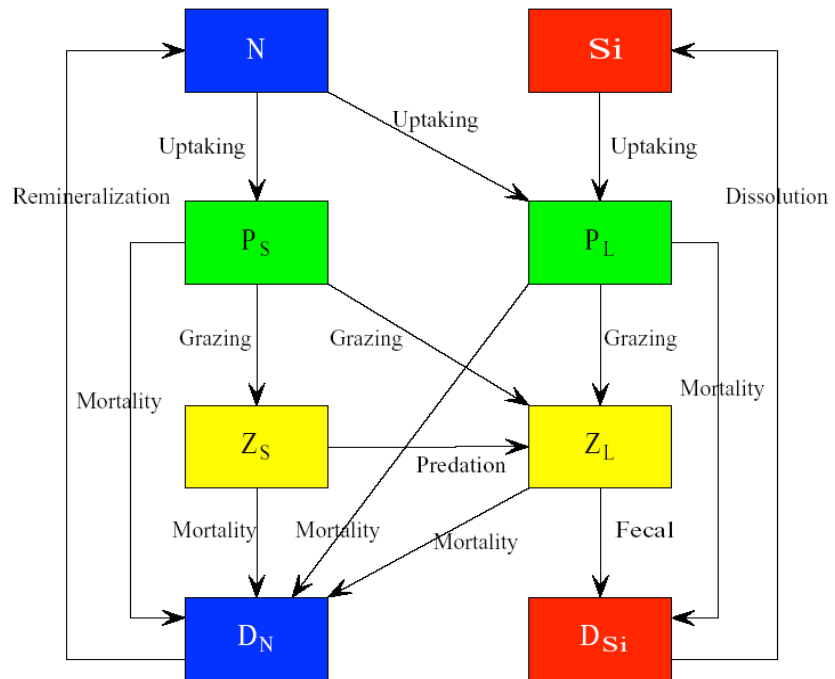 N
Si
Uptaking
Uptaking
Uptaking
Remineralization
Dissolution
P_S
P_L
Grazing
Grazing
Grazing
Mortality
Mortality
Z_S
Z_L
Predation
Mortality
Mortality
Mortality
Fecal
D_N
D_Si